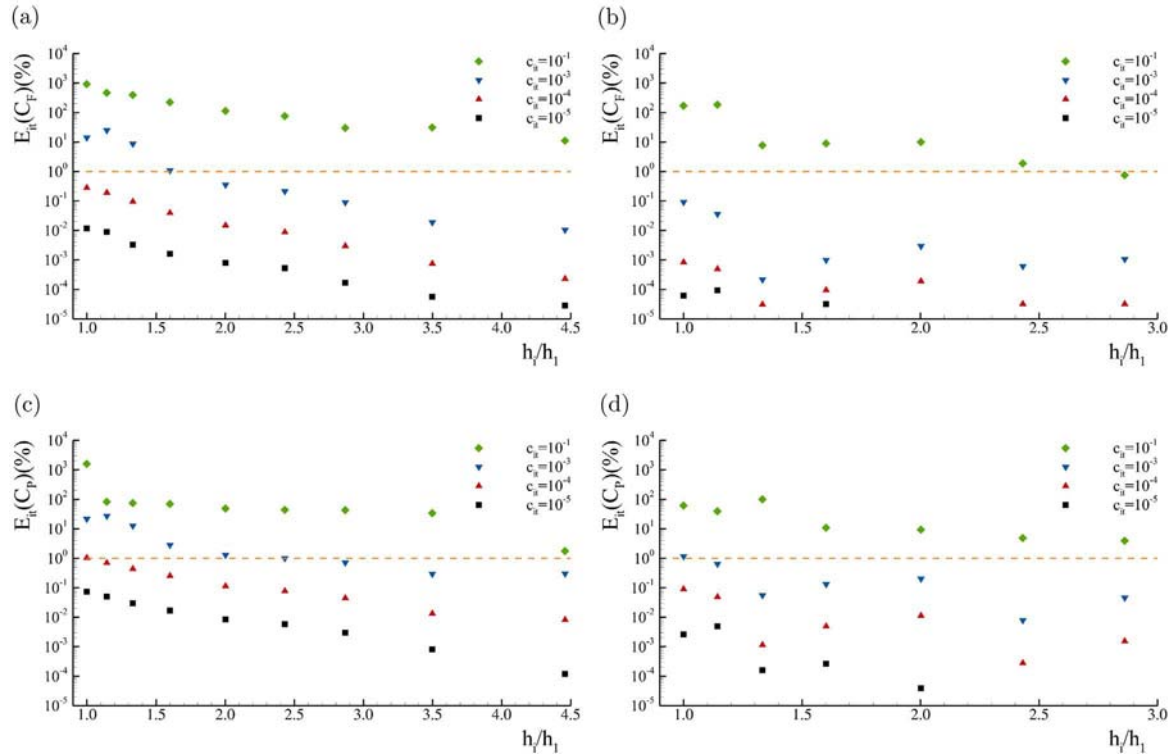 (a)
E_it(C_F)(%)
10^4
10^3
10^2
10^1
10^0
10^-1
10^-2
10^-3
10^-4
10^-5
c_it=10^-1
c_it=10^-3
c_it=10^-4
c_it=10^-5
1.0 1.5 2.0 2.5 3.0 3.5 4.0 4.5
h_i/h_1
(b)
E_it(C_F)(%)
10^4
10^3
10^2
10^1
10^0
10^-1
10^-2
10^-3
10^-4
10^-5
c_it=10^-1
c_it=10^-3
c_it=10^-4
c_it=10^-5
1.0 1.5 2.0 2.5 3.0
h_i/h_1
(c)
E_it(C_P)(%)
10^4
10^3
10^2
10^1
10^0
10^-1
10^-2
10^-3
10^-4
10^-5
c_it=10^-1
c_it=10^-3
c_it=10^-4
c_it=10^-5
1.0 1.5 2.0 2.5 3.0 3.5 4.0 4.5
h_i/h_1
(d)
E_it(C_P)(%)
10^4
10^3
10^2
10^1
10^0
10^-1
10^-2
10^-3
10^-4
10^-5
c_it=10^-1
c_it=10^-3
c_it=10^-4
c_it=10^-5
1.0 1.5 2.0 2.5 3.0
h_i/h_1